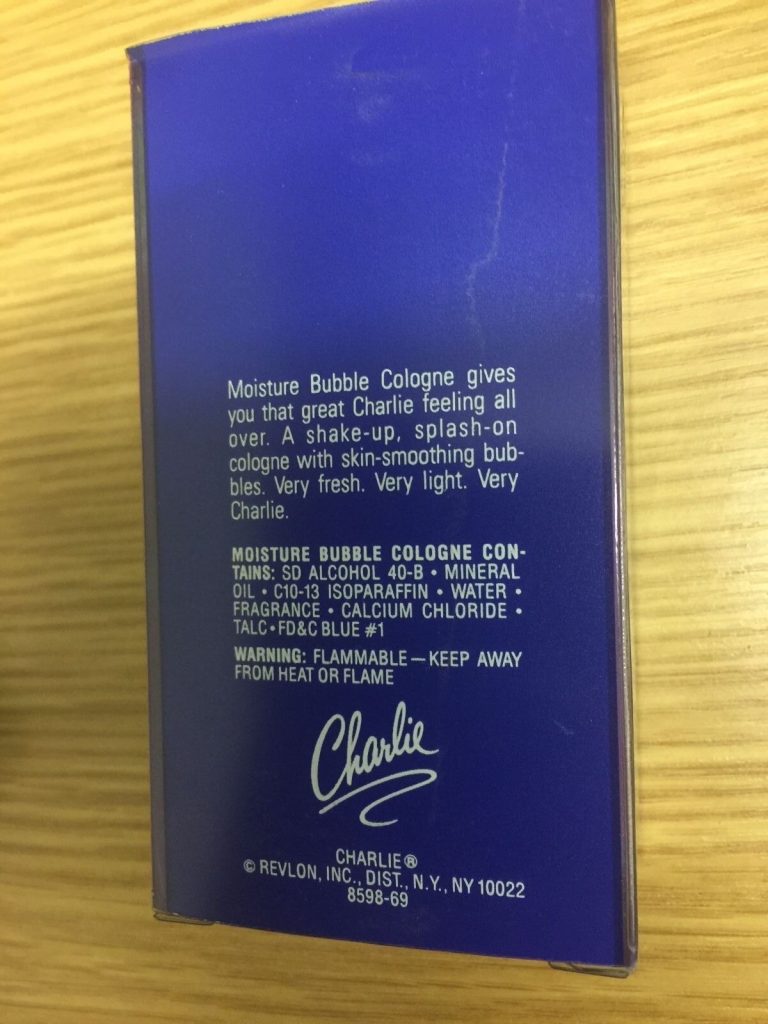 Moisture Bubble Cologne gives
you that great Charlie feeling all
over. A shake-up, splash-on
cologne with skin-smoothing bub-
bles. Very fresh. Very light. Very
Charlie.
MOISTURE BUBBLE COLOGNE CON-
TAINS: SD ALCOHOL 40-B • MINERAL
OIL • C10-13 ISOPARAFFIN • WATER •
FRAGRANCE • CALCIUM CHLORIDE •
TALC•FD&C BLUE #1
WARNING: FLAMMABLE—KEEP AWAY
FROM HEAT OR FLAME
Charlie
CHARLIE®
© REVLON, INC., DIST., N.Y., NY 10022
8598-69